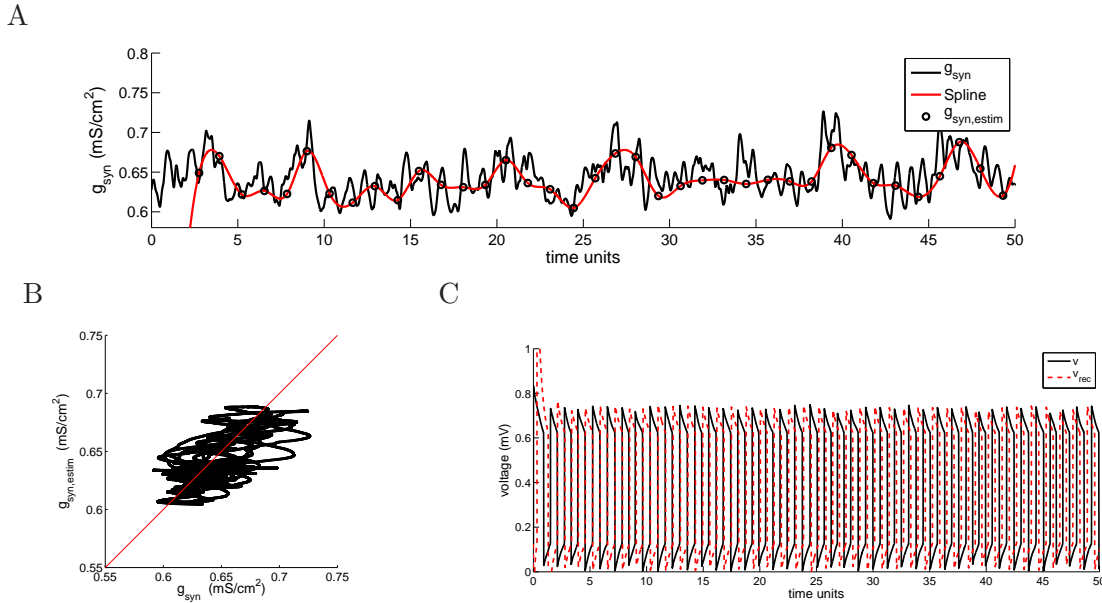 A
g_syn (mS/cm²)
0.8
0.75
0.7
0.65
0.6
0 5 10 15 20 25 30 35 40 45 50
time units
g_syn
Spline
g_syn,estim
B
g_syn,estim (mS/cm²)
0.75
0.7
0.65
0.6
0.55
0.55 0.6 0.65 0.7 0.75
g_syn (mS/cm²)
C
voltage (mV)
1
0.8
0.6
0.4
0.2
0
0 5 10 15 20 25 30 35 40 45 50
time units
v
v_rec